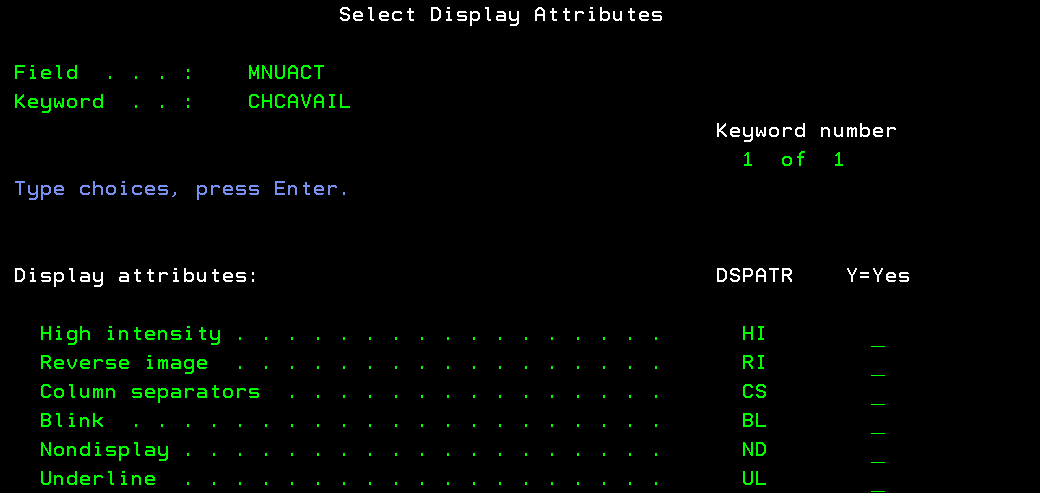 Select Display Attributes
Field . . . : MNUACT
Keyword . . : CHCAVAIL
Keyword number
1 of 1
Type choices, press Enter.
Display attributes: DSPATR Y=Yes
High intensity . . . . . . . . . . . . . . . . . HI _
Reverse image . . . . . . . . . . . . . . . . . RI _
Column separators . . . . . . . . . . . . . . . CS _
Blink . . . . . . . . . . . . . . . . . . . . . BL _
Nondisplay . . . . . . . . . . . . . . . . . . . ND _
Underline . . . . . . . . . . . . . . . . . . . UL _